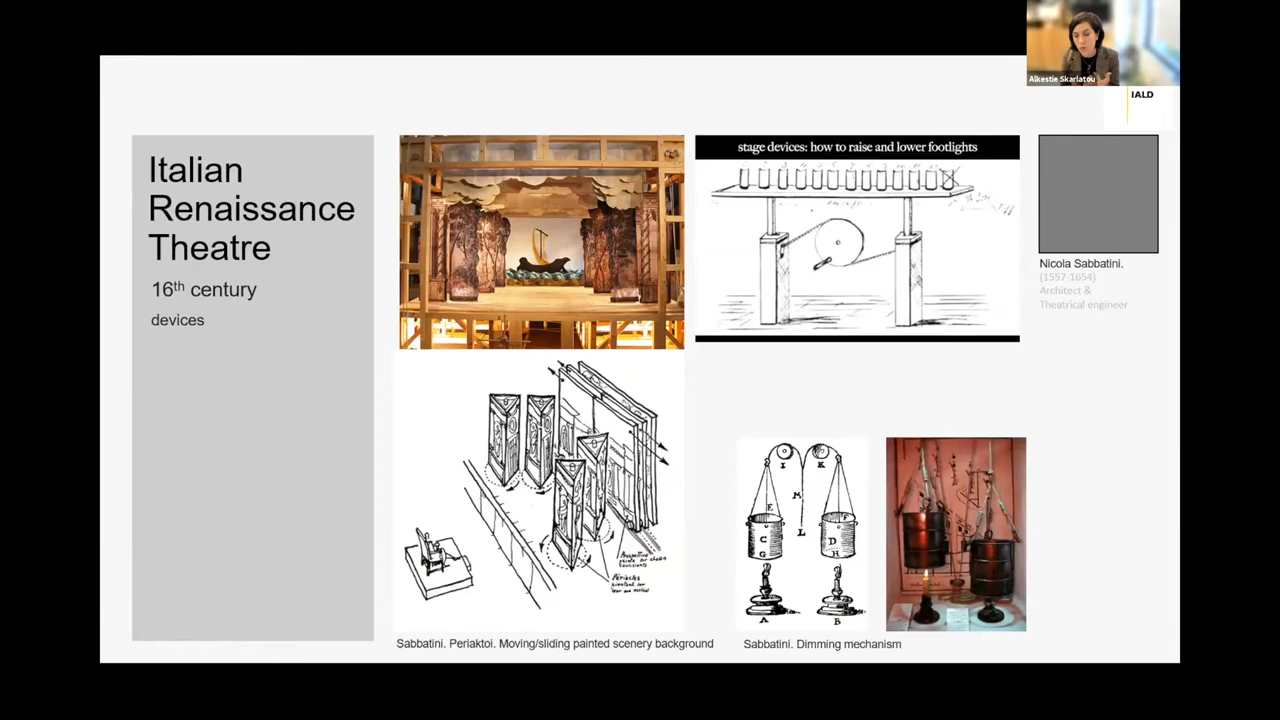 Alkestie Skarlatou
IALD
Italian
Renaissance
Theatre
16th century
devices
stage devices: how to raise and lower footlights
Nicola Sabbatini.
(1557-1654)
Architect &
Theatrical engineer
I K
M
E F
L
C D
G H
A B
Sabbatini. Periaktoi. Moving/sliding painted scenery background
Sabbatini. Dimming mechanism